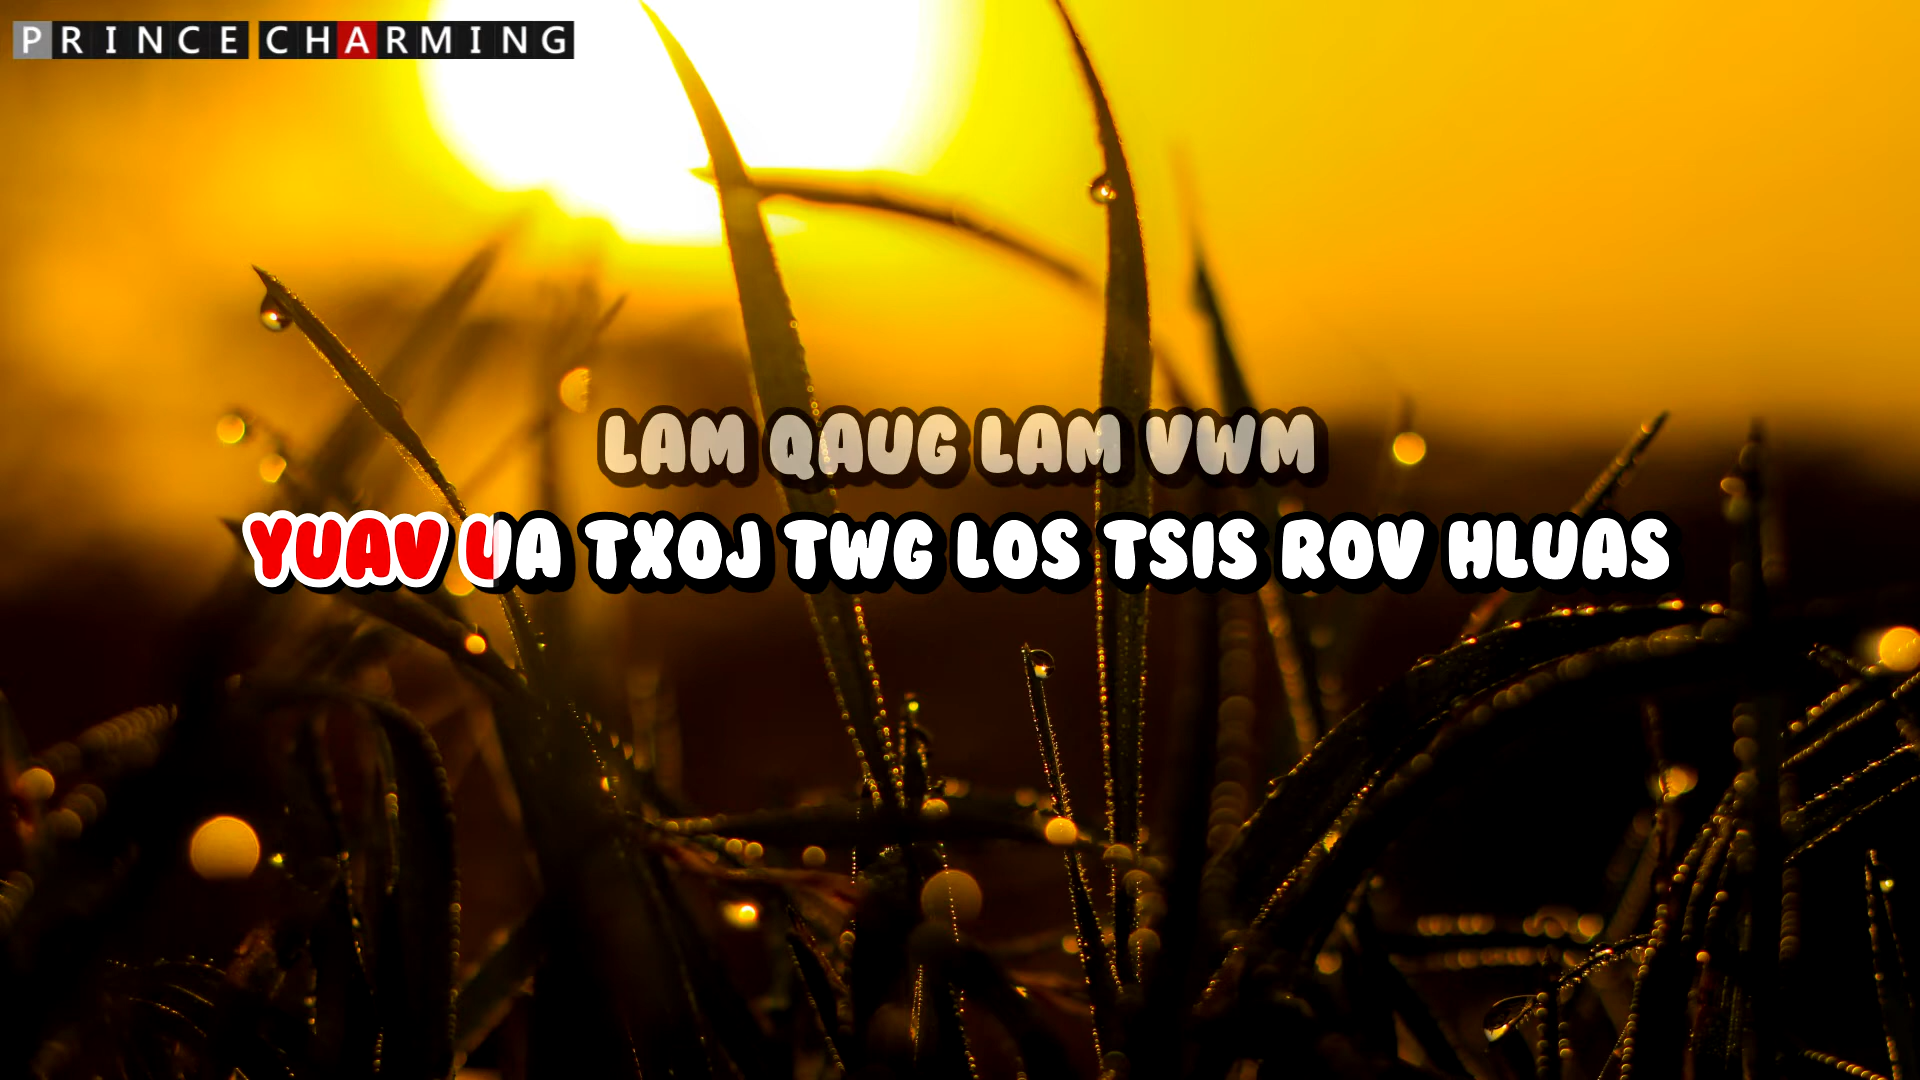 PRINCE CHARMING
LAM QAUG LAM VWM
YUAV UA TXOJ TWG LOS TSIS ROV HLUAS